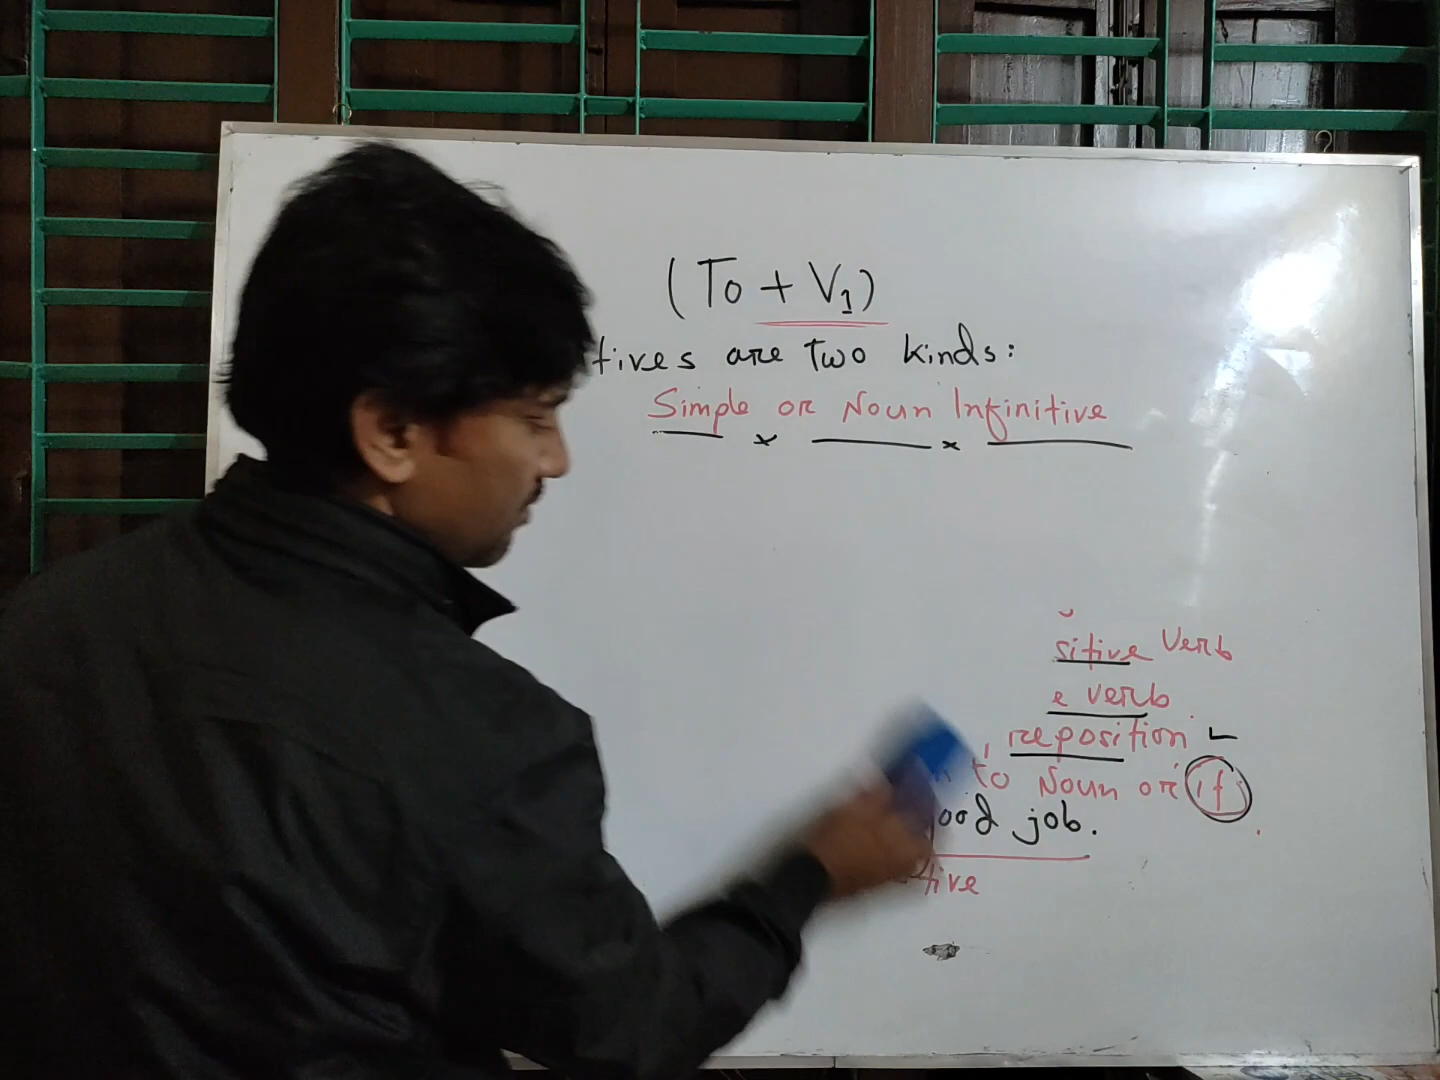 (To + V1)
tives are Two kinds:
Simple or Noun Infinitive
sitive Verb
e verb
reposition
to Noun or if
ood job.
tive